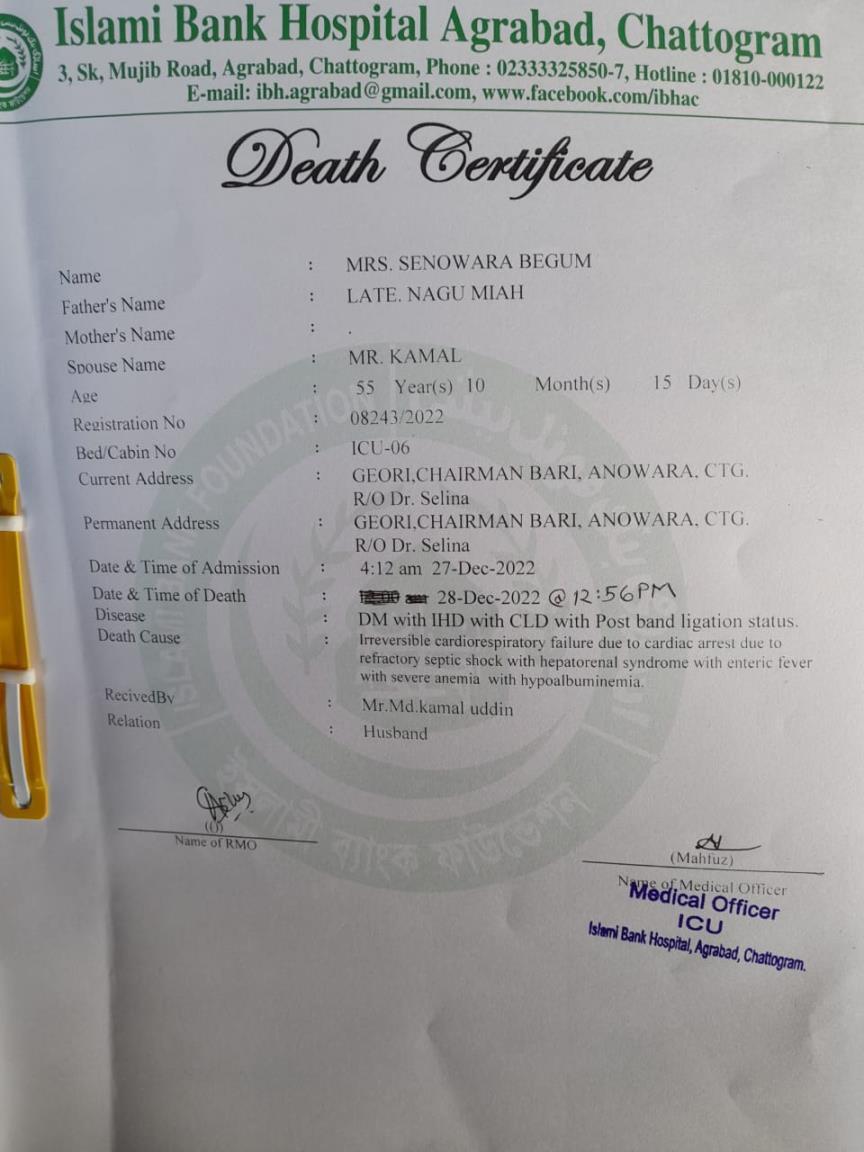 Islami Bank Hospital Agrabad, Chattogram
3, Sk, Mujib Road, Agrabad, Chattogram, Phone : 02333325850-7, Hotline : 01810-000122
E-mail: ibh.agrabad@gmail.com, www.facebook.com/ibhac
Death Certificate
Name : MRS. SENOWARA BEGUM
Father's Name : LATE. NAGU MIAH
Mother's Name : .
Spouse Name : MR. KAMAL
Age : 55 Year(s) 10 Month(s) 15 Day(s)
Registration No : 08243/2022
Bed/Cabin No : ICU-06
Current Address : GEORI,CHAIRMAN BARI, ANOWARA, CTG.
R/O Dr. Selina
Permanent Address : GEORI,CHAIRMAN BARI, ANOWARA, CTG.
R/O Dr. Selina
Date & Time of Admission : 4:12 am 27-Dec-2022
Date & Time of Death : 28-Dec-2022 @ 12:56PM
Disease : DM with IHD with CLD with Post band ligation status.
Death Cause : Irreversible cardiorespiratory failure due to cardiac arrest due to
refractory septic shock with hepatorenal syndrome with enteric fever
with severe anemia with hypoalbuminemia.
RecivedBy : Mr.Md.kamal uddin
Relation : Husband
(())
Name of RMO
(Mahfuz)
Name of Medical Officer
Medical Officer
ICU
Islami Bank Hospital, Agrabad, Chattogram.
ISLAMI BANK FOUNDATION
ইসলামী ব্যাংক ফাউন্ডেশন